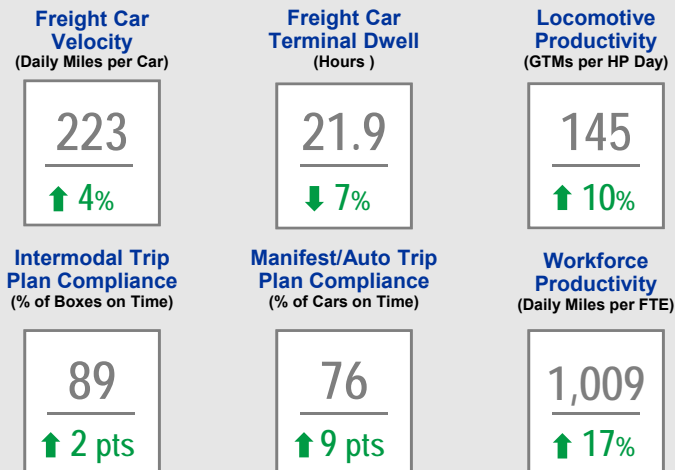 Freight Car
Velocity
(Daily Miles per Car)
223
⬆ 4%
Freight Car
Terminal Dwell
(Hours )
21.9
⬇ 7%
Locomotive
Productivity
(GTMs per HP Day)
145
⬆ 10%
Intermodal Trip
Plan Compliance
(% of Boxes on Time)
89
⬆ 2 pts
Manifest/Auto Trip
Plan Compliance
(% of Cars on Time)
76
⬆ 9 pts
Workforce
Productivity
(Daily Miles per FTE)
1,009
⬆ 17%